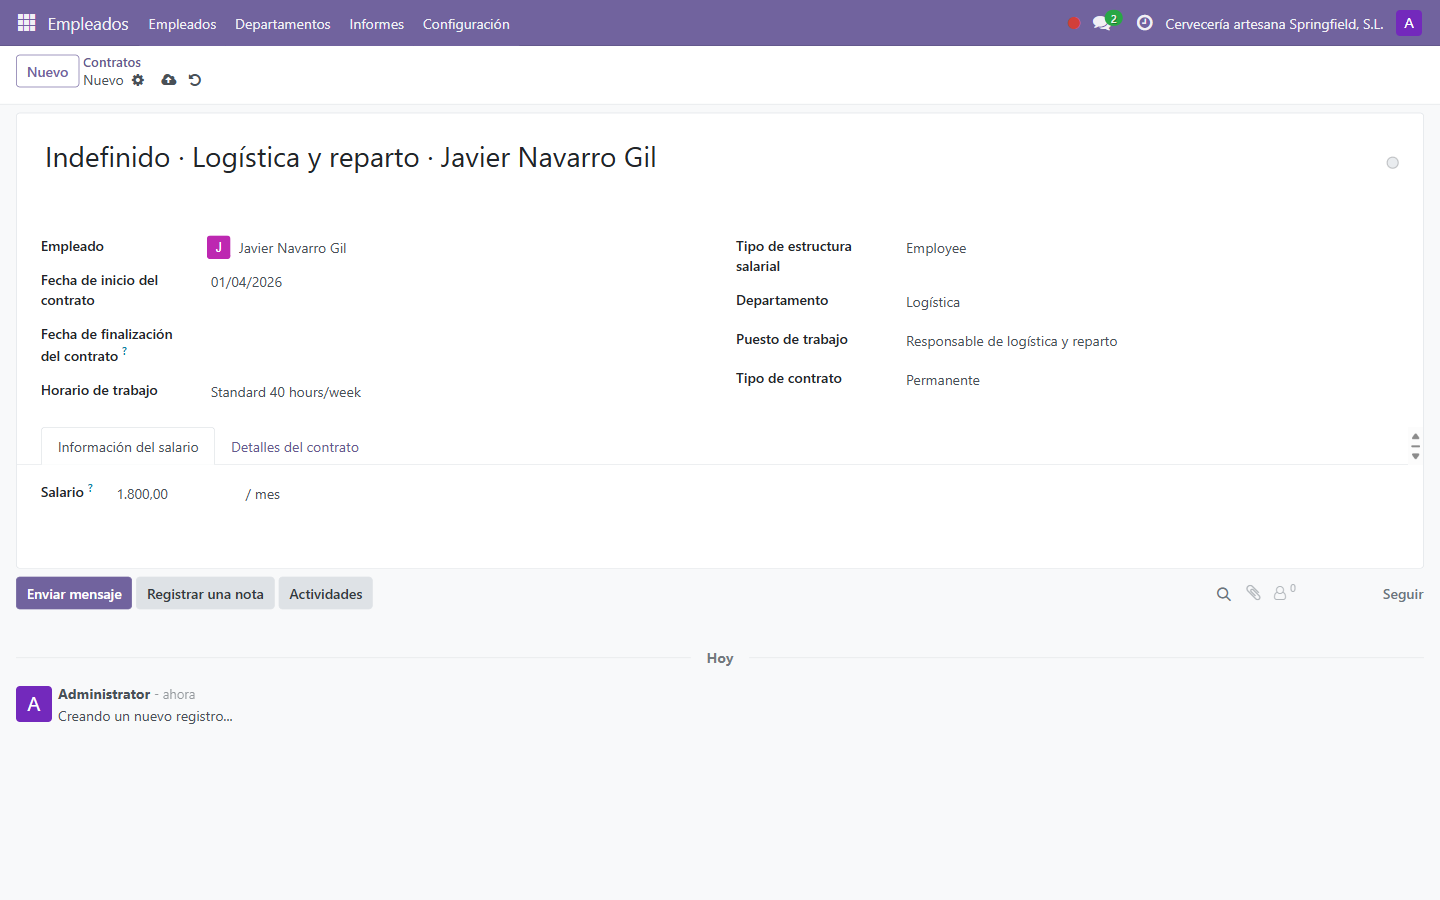 Empleados
Empleados
Departamentos
Informes
Configuración
2
Cervecería artesana Springfield, S.L.
A
Nuevo
Contratos
Nuevo
Indefinido · Logística y reparto · Javier Navarro Gil
Empleado
J
Javier Navarro Gil
Fecha de inicio del
contrato
01/04/2026
Fecha de finalización
del contrato ?
Horario de trabajo
Standard 40 hours/week
Tipo de estructura
salarial
Employee
Departamento
Logística
Puesto de trabajo
Responsable de logística y reparto
Tipo de contrato
Permanente
Información del salario
Detalles del contrato
Salario ?
1.800,00
/ mes
Enviar mensaje
Registrar una nota
Actividades
0
Seguir
Hoy
A
Administrator - ahora
Creando un nuevo registro...